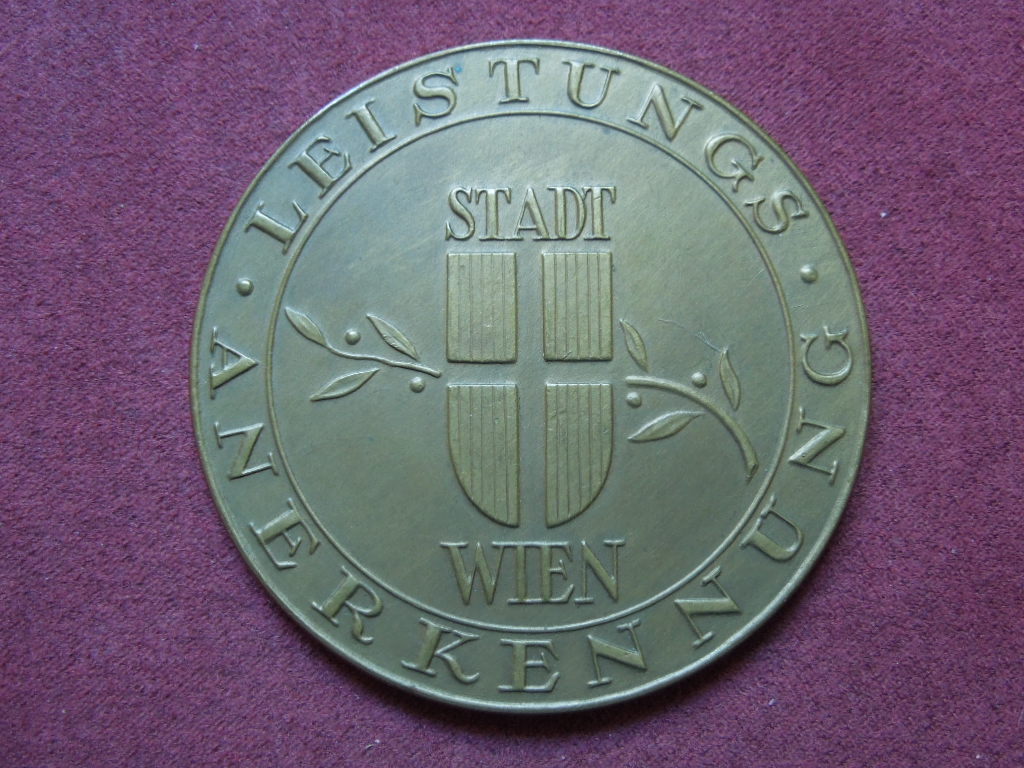 · LEISTUNGS ·
ANERKENNUNG
STADT
WIEN